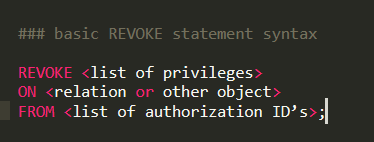 ### basic REVOKE statement syntax
REVOKE <list of privileges>
ON <relation or other object>
FROM <list of authorization ID’s>;